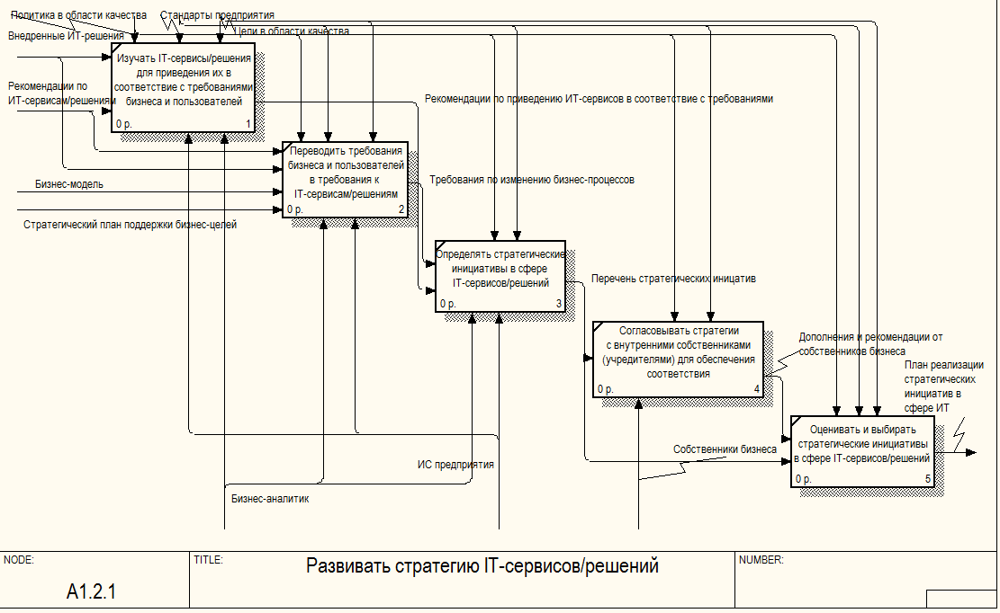 Политика в области качества
Стандарты предприятия
Цели в области качества
Внедренные ИТ-решения
Изучать IT-сервисы/решения
для приведения их в
соответствие с требованиями
бизнеса и пользователей
0 р.
1
Рекомендации по
ИТ-сервисам/решениям
Рекомендации по приведению ИТ-сервисов в соответствие с требованиями
Переводить требования
бизнеса и пользователей
в требования к
IT-сервисам/решениям
0 р.
2
Бизнес-модель
Стратегический план поддержки бизнес-целей
Требования по изменению бизнес-процессов
Определять стратегические
инициативы в сфере
IT-сервисов/решений
0 р.
3
Перечень стратегических иницатив
Согласовывать стратегии
с внутренними собственниками
(учредителями) для обеспечения
соответствия
0 р.
4
Дополнения и рекомендации от
собственников бизнеса
План реализации
стратегических
инициатив в
сфере ИТ
Оценивать и выбирать
стратегические инициативы
в сфере IT-сервисов/решений
0 р.
5
Собственники бизнеса
ИС предприятия
Бизнес-аналитик
NODE:
A1.2.1
TITLE:
Развивать стратегию IT-сервисов/решений
NUMBER: